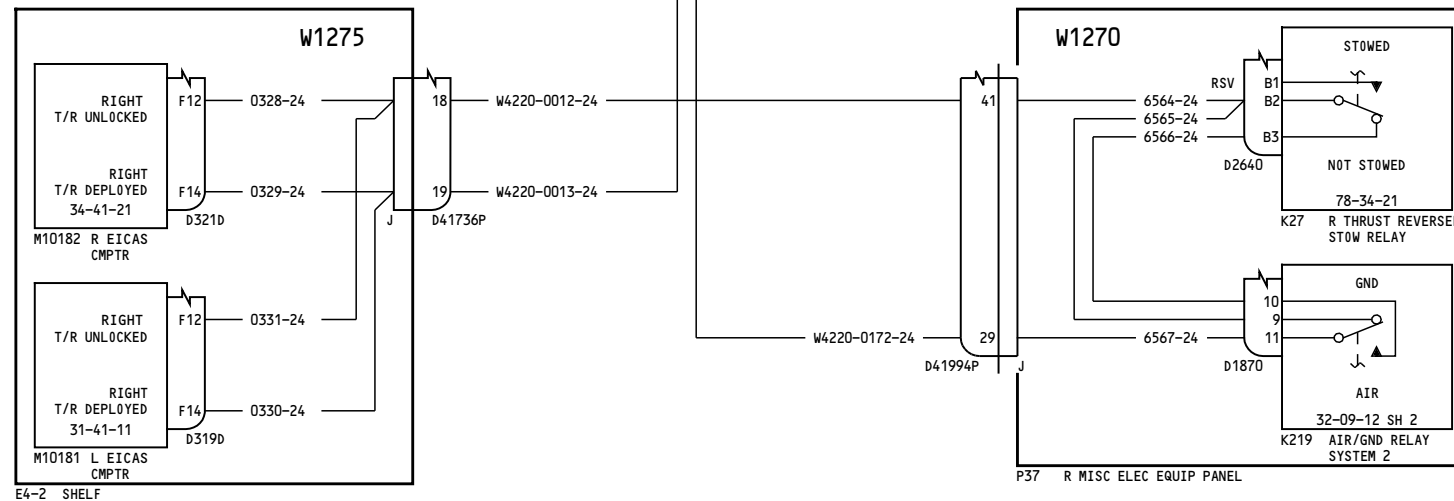 W1275
RIGHT
T/R UNLOCKED
F12
0328-24
18
W4220-0012-24
RIGHT
T/R DEPLOYED
F14
0329-24
19
W4220-0013-24
34-41-21
D321D
J
D41736P
M10182 R EICAS
CMPTR
RIGHT
T/R UNLOCKED
F12
0331-24
RIGHT
T/R DEPLOYED
F14
0330-24
31-41-11
D319D
M10181 L EICAS
CMPTR
E4-2 SHELF
W1270
41
6564-24
RSV
B1
B2
6565-24
6566-24
B3
D2640
STOWED
NOT STOWED
78-34-21
K27 R THRUST REVERSE
STOW RELAY
W4220-0172-24
29
6567-24
D41994P
J
10
9
11
D1870
GND
AIR
32-09-12 SH 2
K219 AIR/GND RELAY
SYSTEM 2
P37 R MISC ELEC EQUIP PANEL